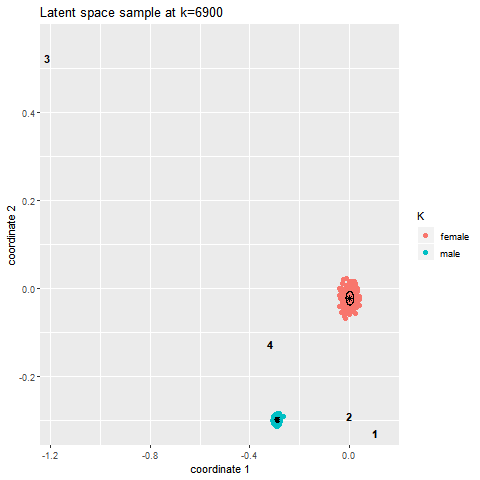 Latent space sample at k=6900
3
0.4
0.2
0.0
-0.2
coordinate 2
4
2
1
-1.2
-0.8
-0.4
0.0
coordinate 1
K
female
male